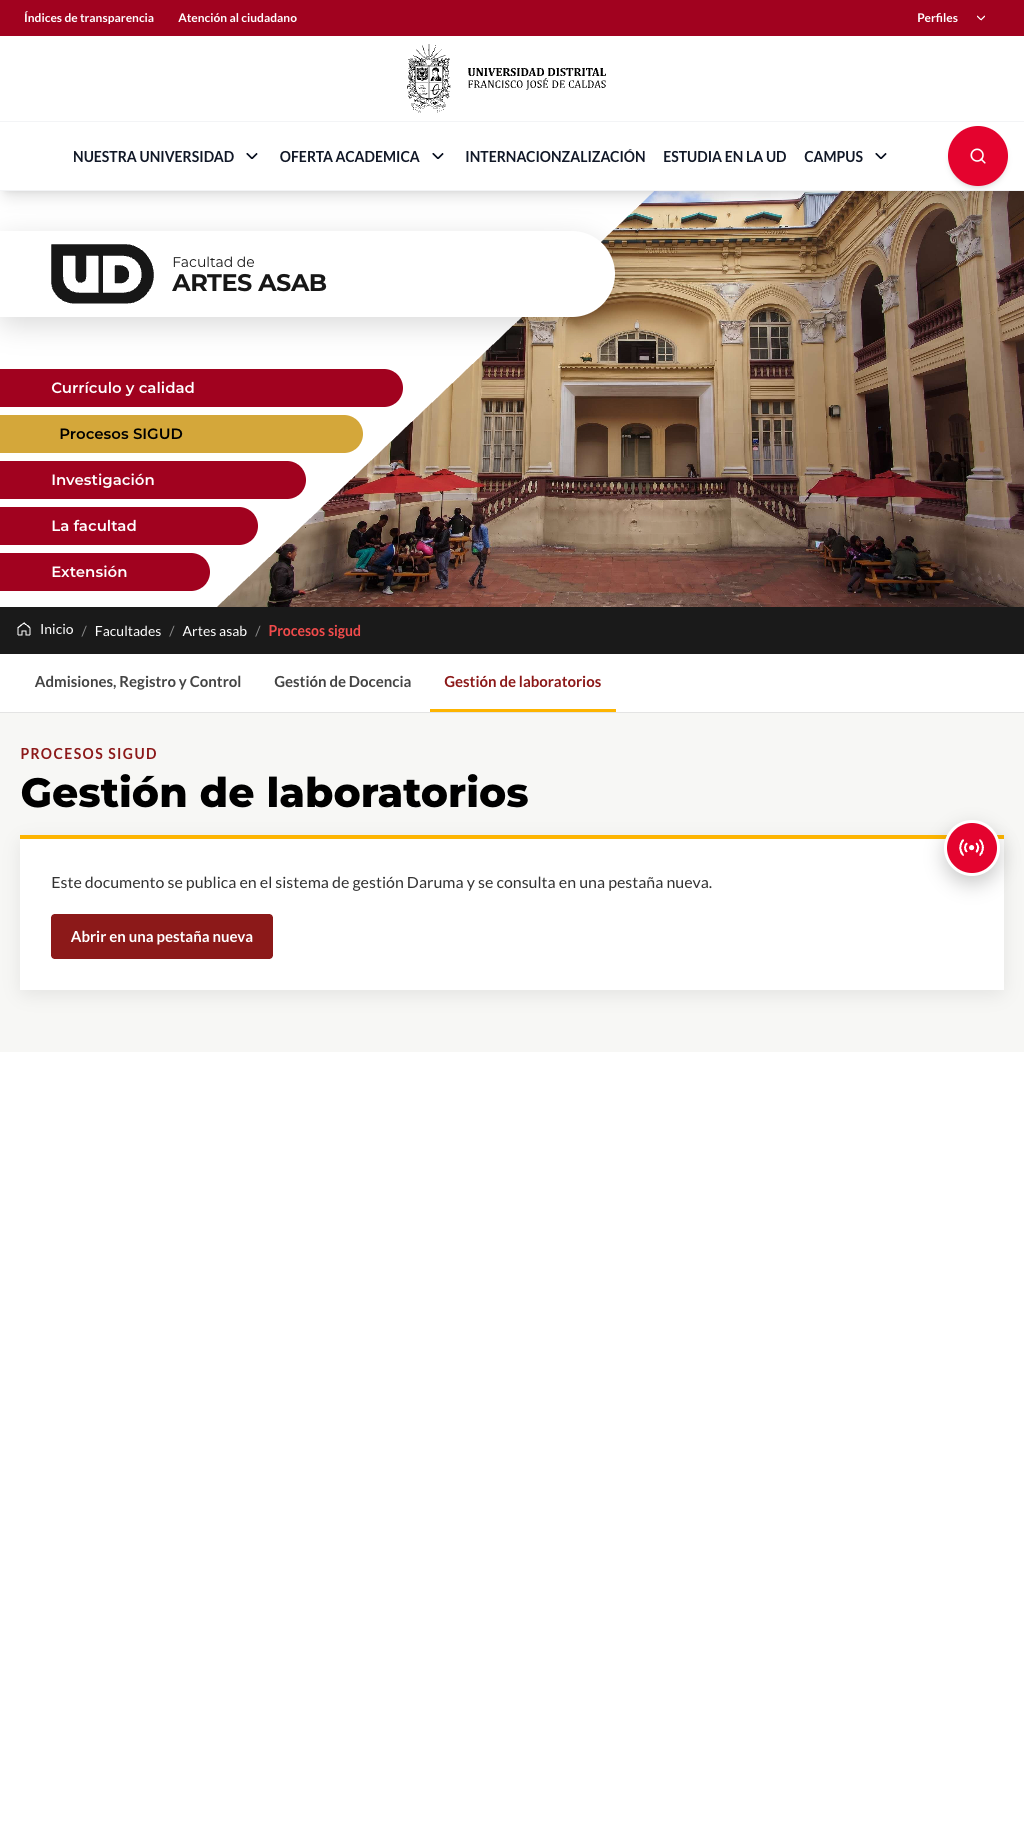 Índices de transparencia
Atención al ciudadano
Perfiles
UNIVERSIDAD DISTRITAL
FRANCISCO JOSÉ DE CALDAS
NUESTRA UNIVERSIDAD
OFERTA ACADEMICA
INTERNACIONZALIZACIÓN
ESTUDIA EN LA UD
CAMPUS
UD
Facultad de
ARTES ASAB
Currículo y calidad
Procesos SIGUD
Investigación
La facultad
Extensión
Inicio / Facultades / Artes asab / Procesos sigud
Admisiones, Registro y Control
Gestión de Docencia
Gestión de laboratorios
PROCESOS SIGUD
Gestión de laboratorios
Este documento se publica en el sistema de gestión Daruma y se consulta en una pestaña nueva.
Abrir en una pestaña nueva